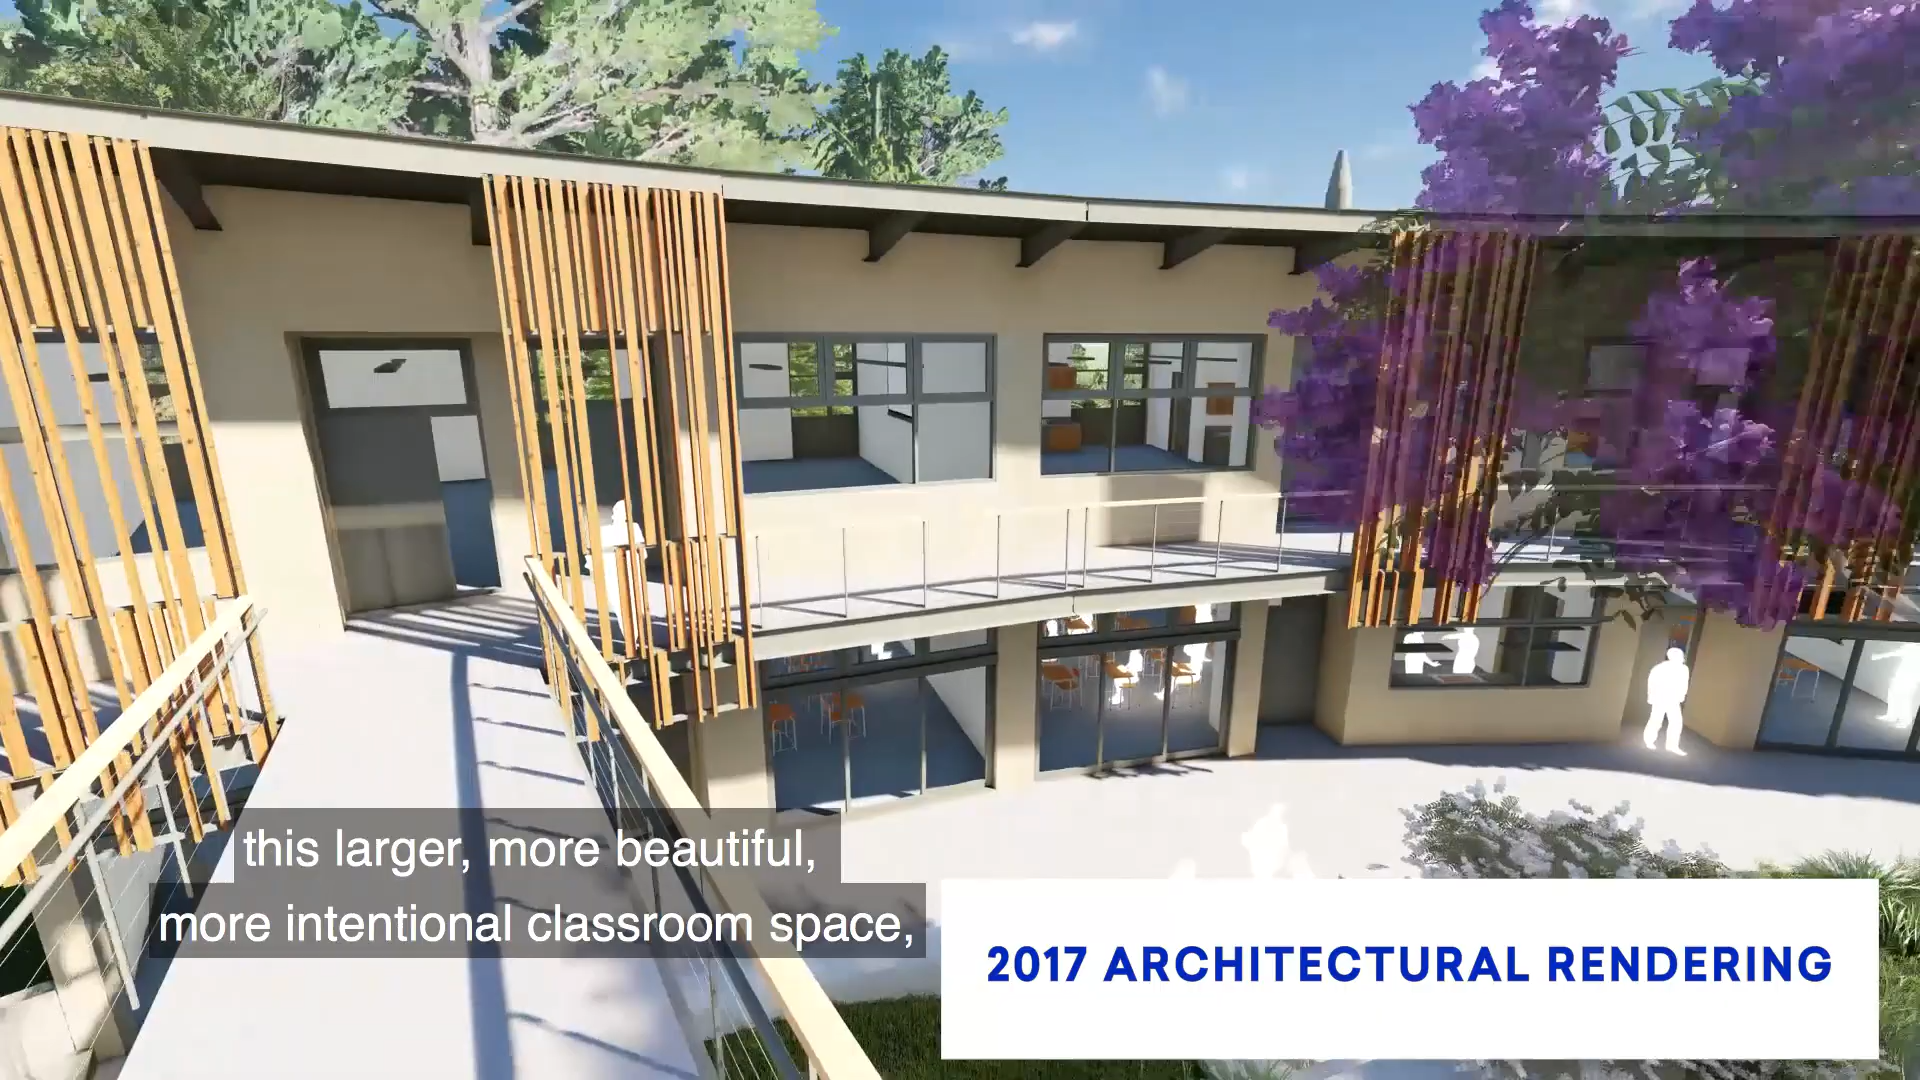 this larger, more beautiful,
more intentional classroom space,
2017 ARCHITECTURAL RENDERING